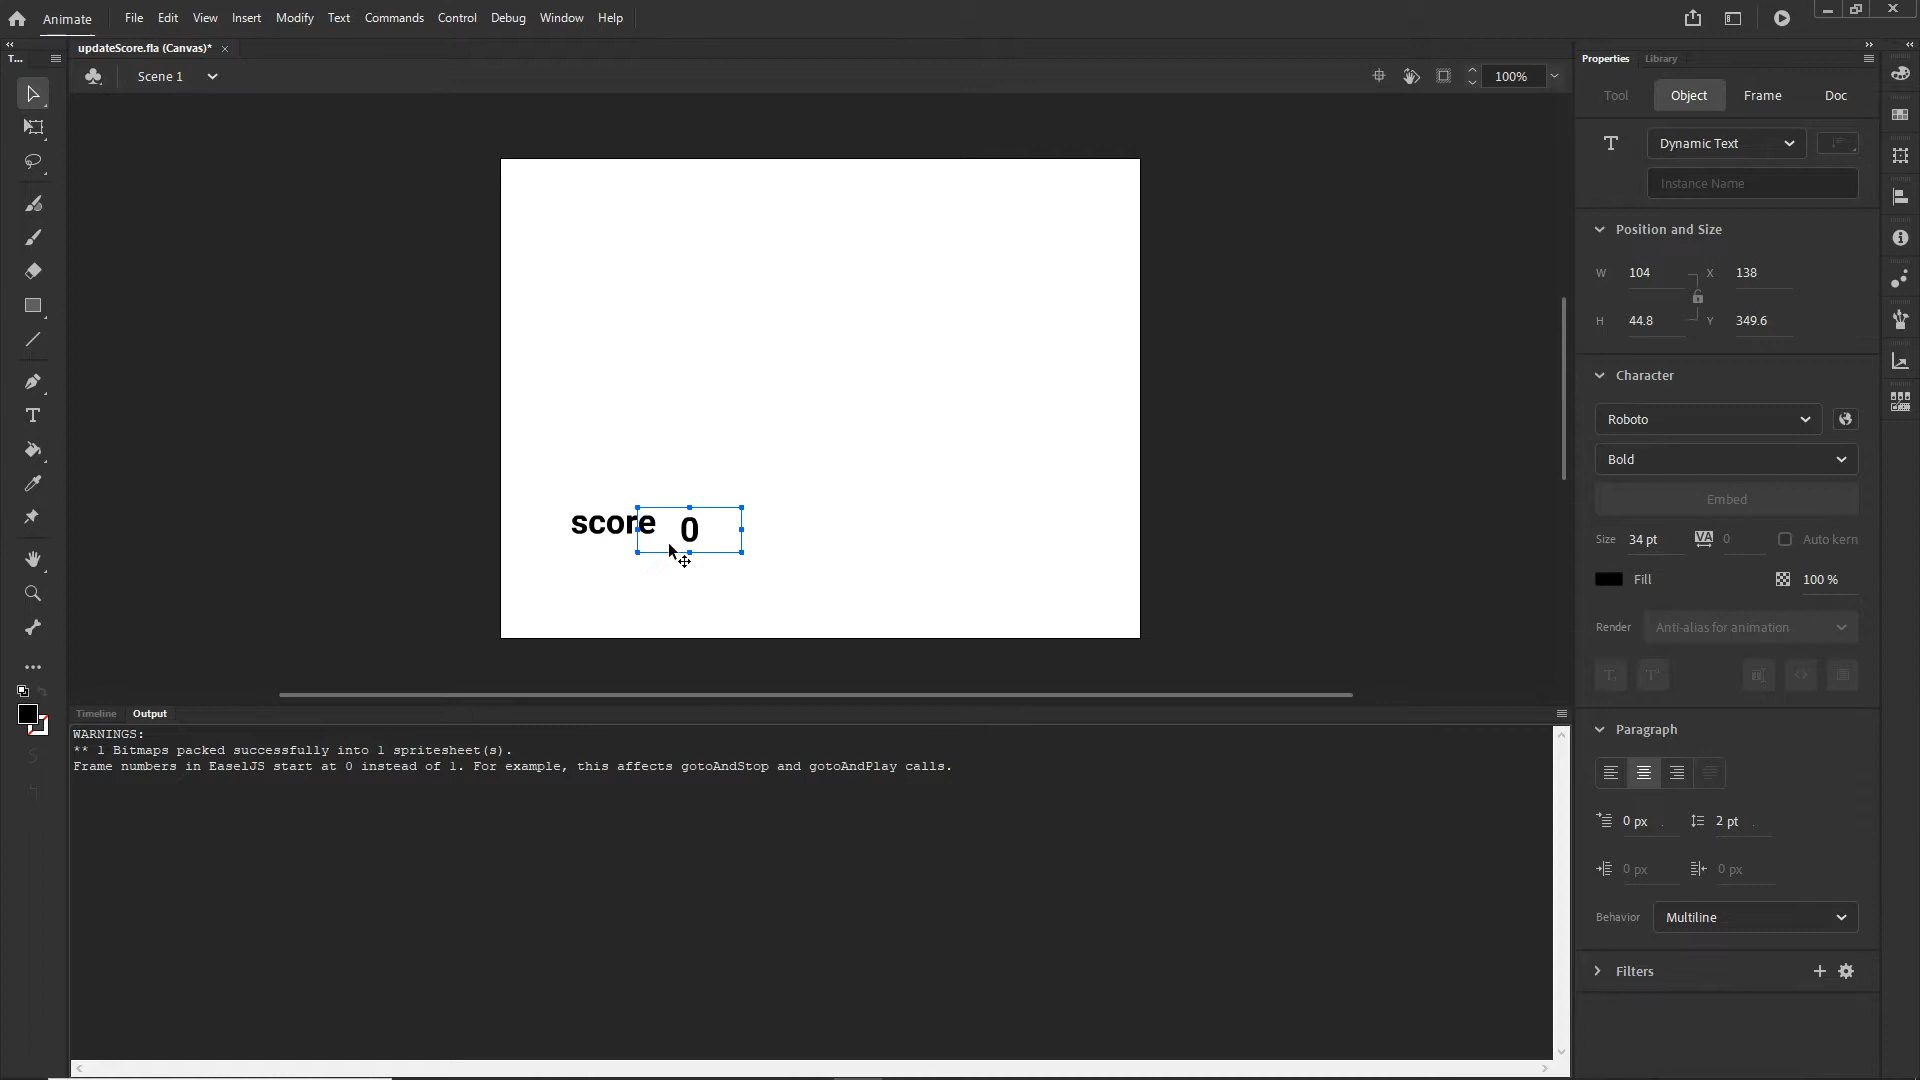 Animate File Edit View Insert Modify Text Commands Control Debug Window Help
updateScore.fla (Canvas)* ×
T...
Properties Library
Scene 1 100%
Tool Object Frame Doc
T Dynamic Text
Instance Name
Position and Size
W 104 X 138
H 44.8 Y 349.6
Character
Roboto
Bold
Embed
Size 34 pt VA 0 Auto kern
Fill 100 %
Render Anti-alias for animation
Paragraph
0 px 2 pt
0 px 0 px
Behavior Multiline
Filters
score 0
Timeline Output
WARNINGS:
** 1 Bitmaps packed successfully into 1 spritesheet(s).
Frame numbers in EaselJS start at 0 instead of 1. For example, this affects gotoAndStop and gotoAndPlay calls.